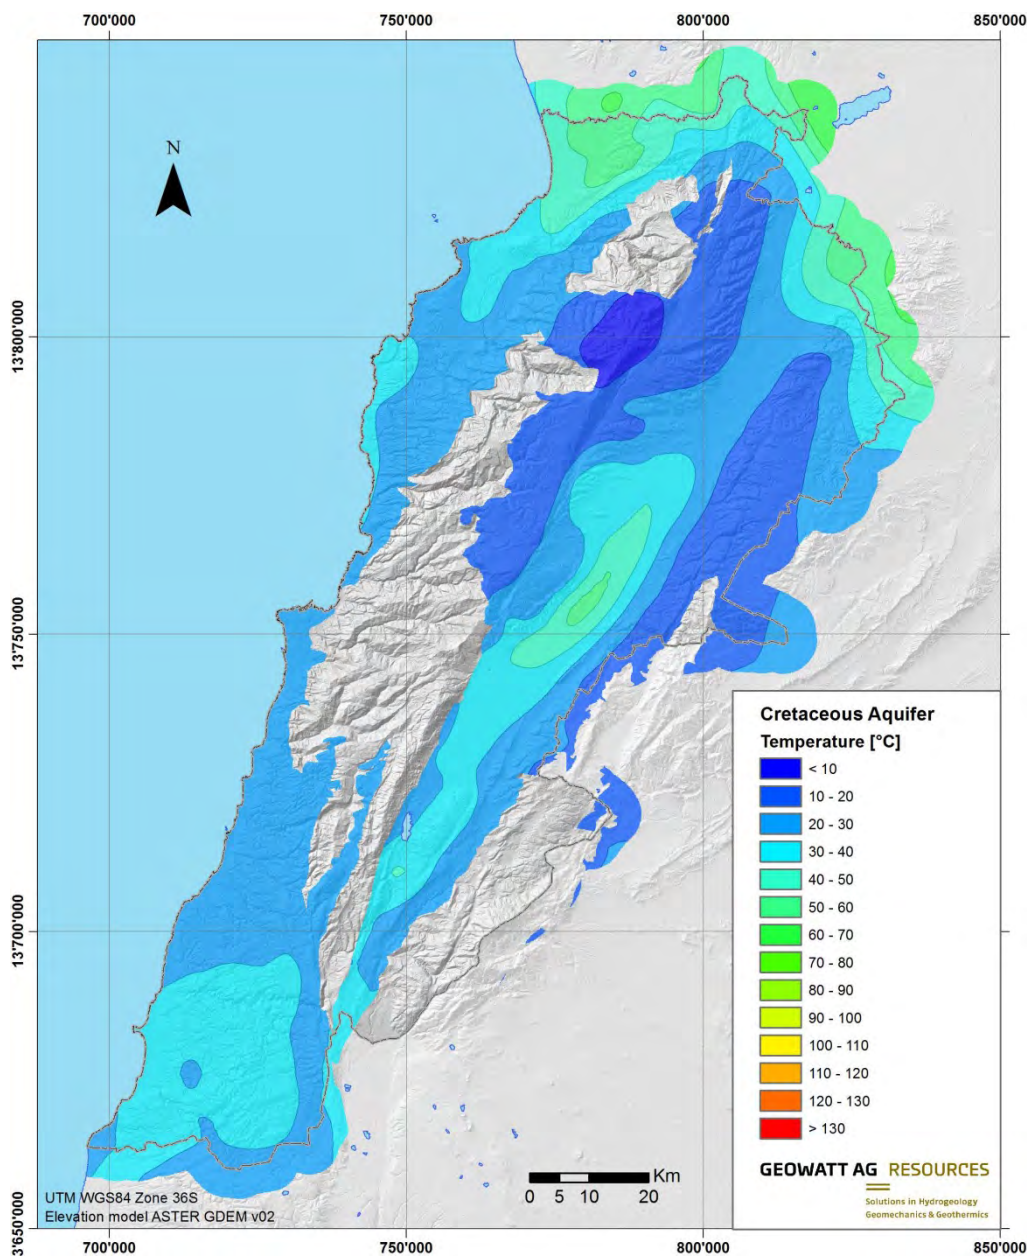 700'000
750'000
800'000
850'000
N
13'800'000
13'750'000
13'700'000
3'650'000
Cretaceous Aquifer
Temperature [°C]
< 10
10 - 20
20 - 30
30 - 40
40 - 50
50 - 60
60 - 70
70 - 80
80 - 90
90 - 100
100 - 110
110 - 120
120 - 130
> 130
GEOWATT AG RESOURCES
Solutions in Hydrogeology
Geomechanics & Geothermics
Km
0 5 10 20
UTM WGS84 Zone 36S
Elevation model ASTER GDEM v02
700'000
750'000
800'000
850'000